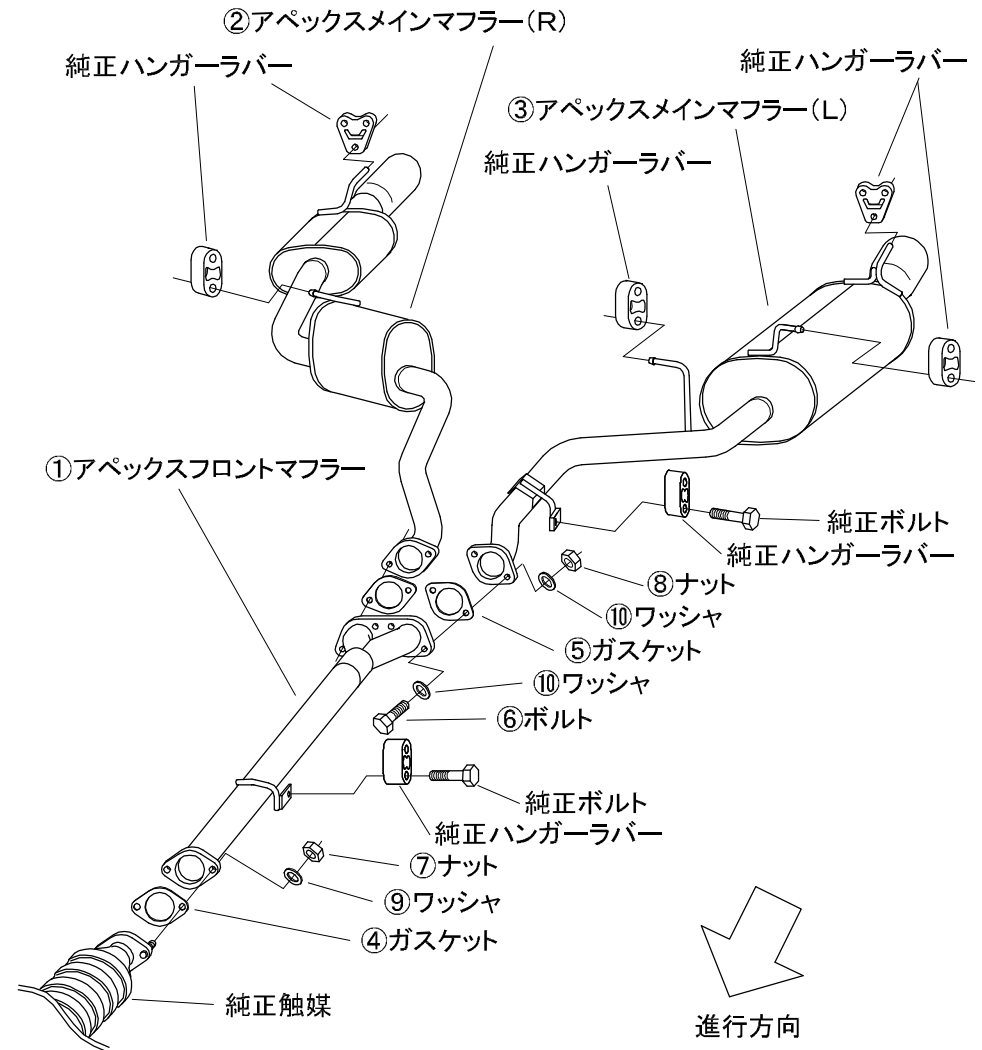 ②アペックスメインマフラー(R)
純正ハンガーラバー
純正ハンガーラバー
③アペックスメインマフラー(L)
純正ハンガーラバー
①アペックスフロントマフラー
純正ボルト
純正ハンガーラバー
⑧ナット
⑩ワッシャ
⑤ガスケット
⑩ワッシャ
⑥ボルト
純正ボルト
純正ハンガーラバー
⑦ナット
⑨ワッシャ
④ガスケット
純正触媒
進行方向